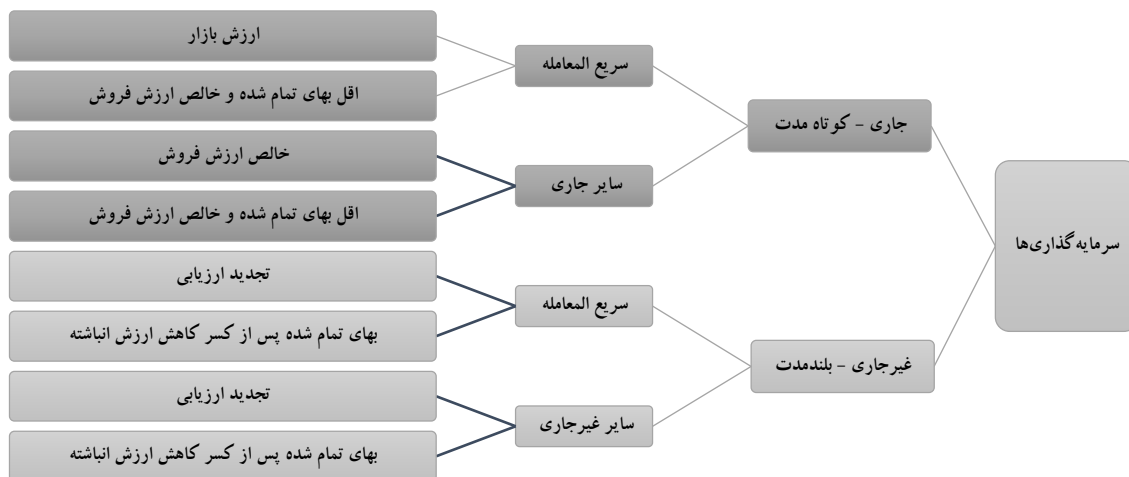 سرمایه‌گذاری‌ها
جاری - کوتاه مدت
سریع المعامله
ارزش بازار
اقل بهای تمام شده و خالص ارزش فروش
سایر جاری
خالص ارزش فروش
اقل بهای تمام شده و خالص ارزش فروش
غیرجاری - بلندمدت
سریع المعامله
تجدید ارزیابی
بهای تمام شده پس از کسر کاهش ارزش انباشته
سایر غیرجاری
تجدید ارزیابی
بهای تمام شده پس از کسر کاهش ارزش انباشته